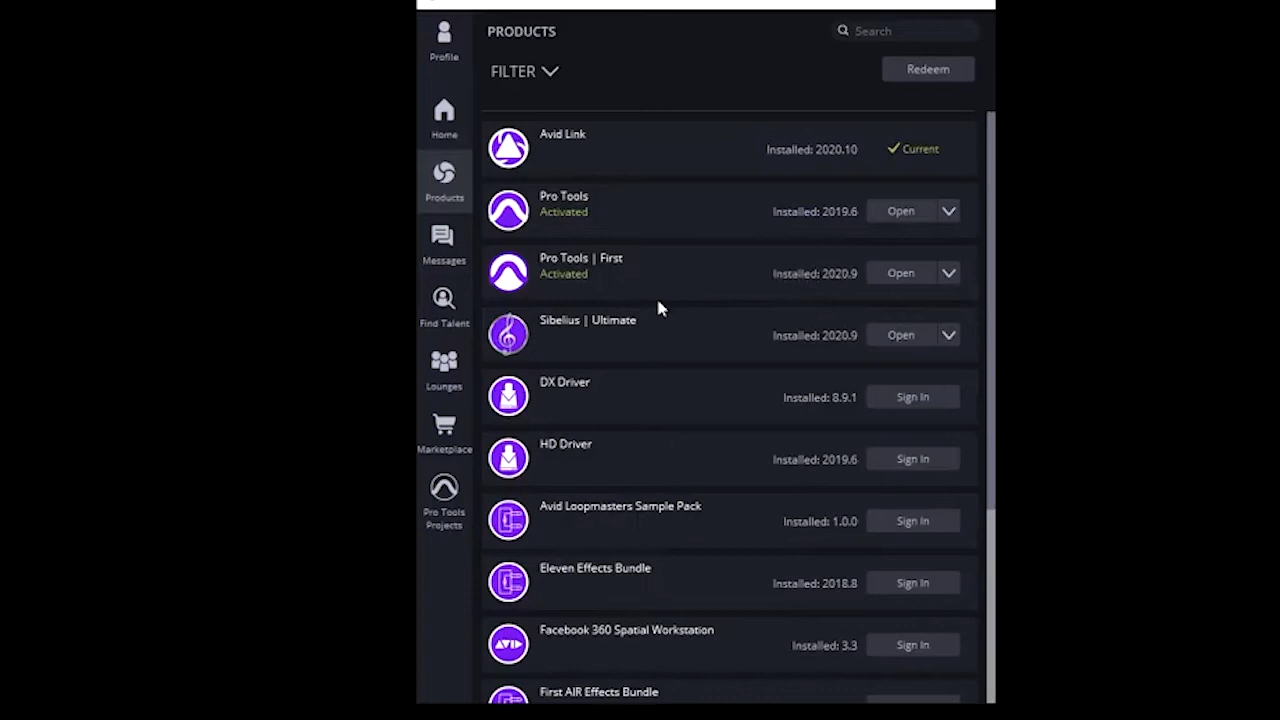 Profile
Home
Products
Messages
Find Talent
Lounges
Marketplace
Pro Tools
Projects
PRODUCTS
Search
FILTER
Redeem
Avid Link
Installed: 2020.10
Current
Pro Tools
Activated
Installed: 2019.6
Open
Pro Tools | First
Activated
Installed: 2020.9
Open
Sibelius | Ultimate
Installed: 2020.9
Open
DX Driver
Installed: 8.9.1
Sign In
HD Driver
Installed: 2019.6
Sign In
Avid Loopmasters Sample Pack
Installed: 1.0.0
Sign In
Eleven Effects Bundle
Installed: 2018.8
Sign In
AVID
Facebook 360 Spatial Workstation
Installed: 3.3
Sign In
First AIR Effects Bundle